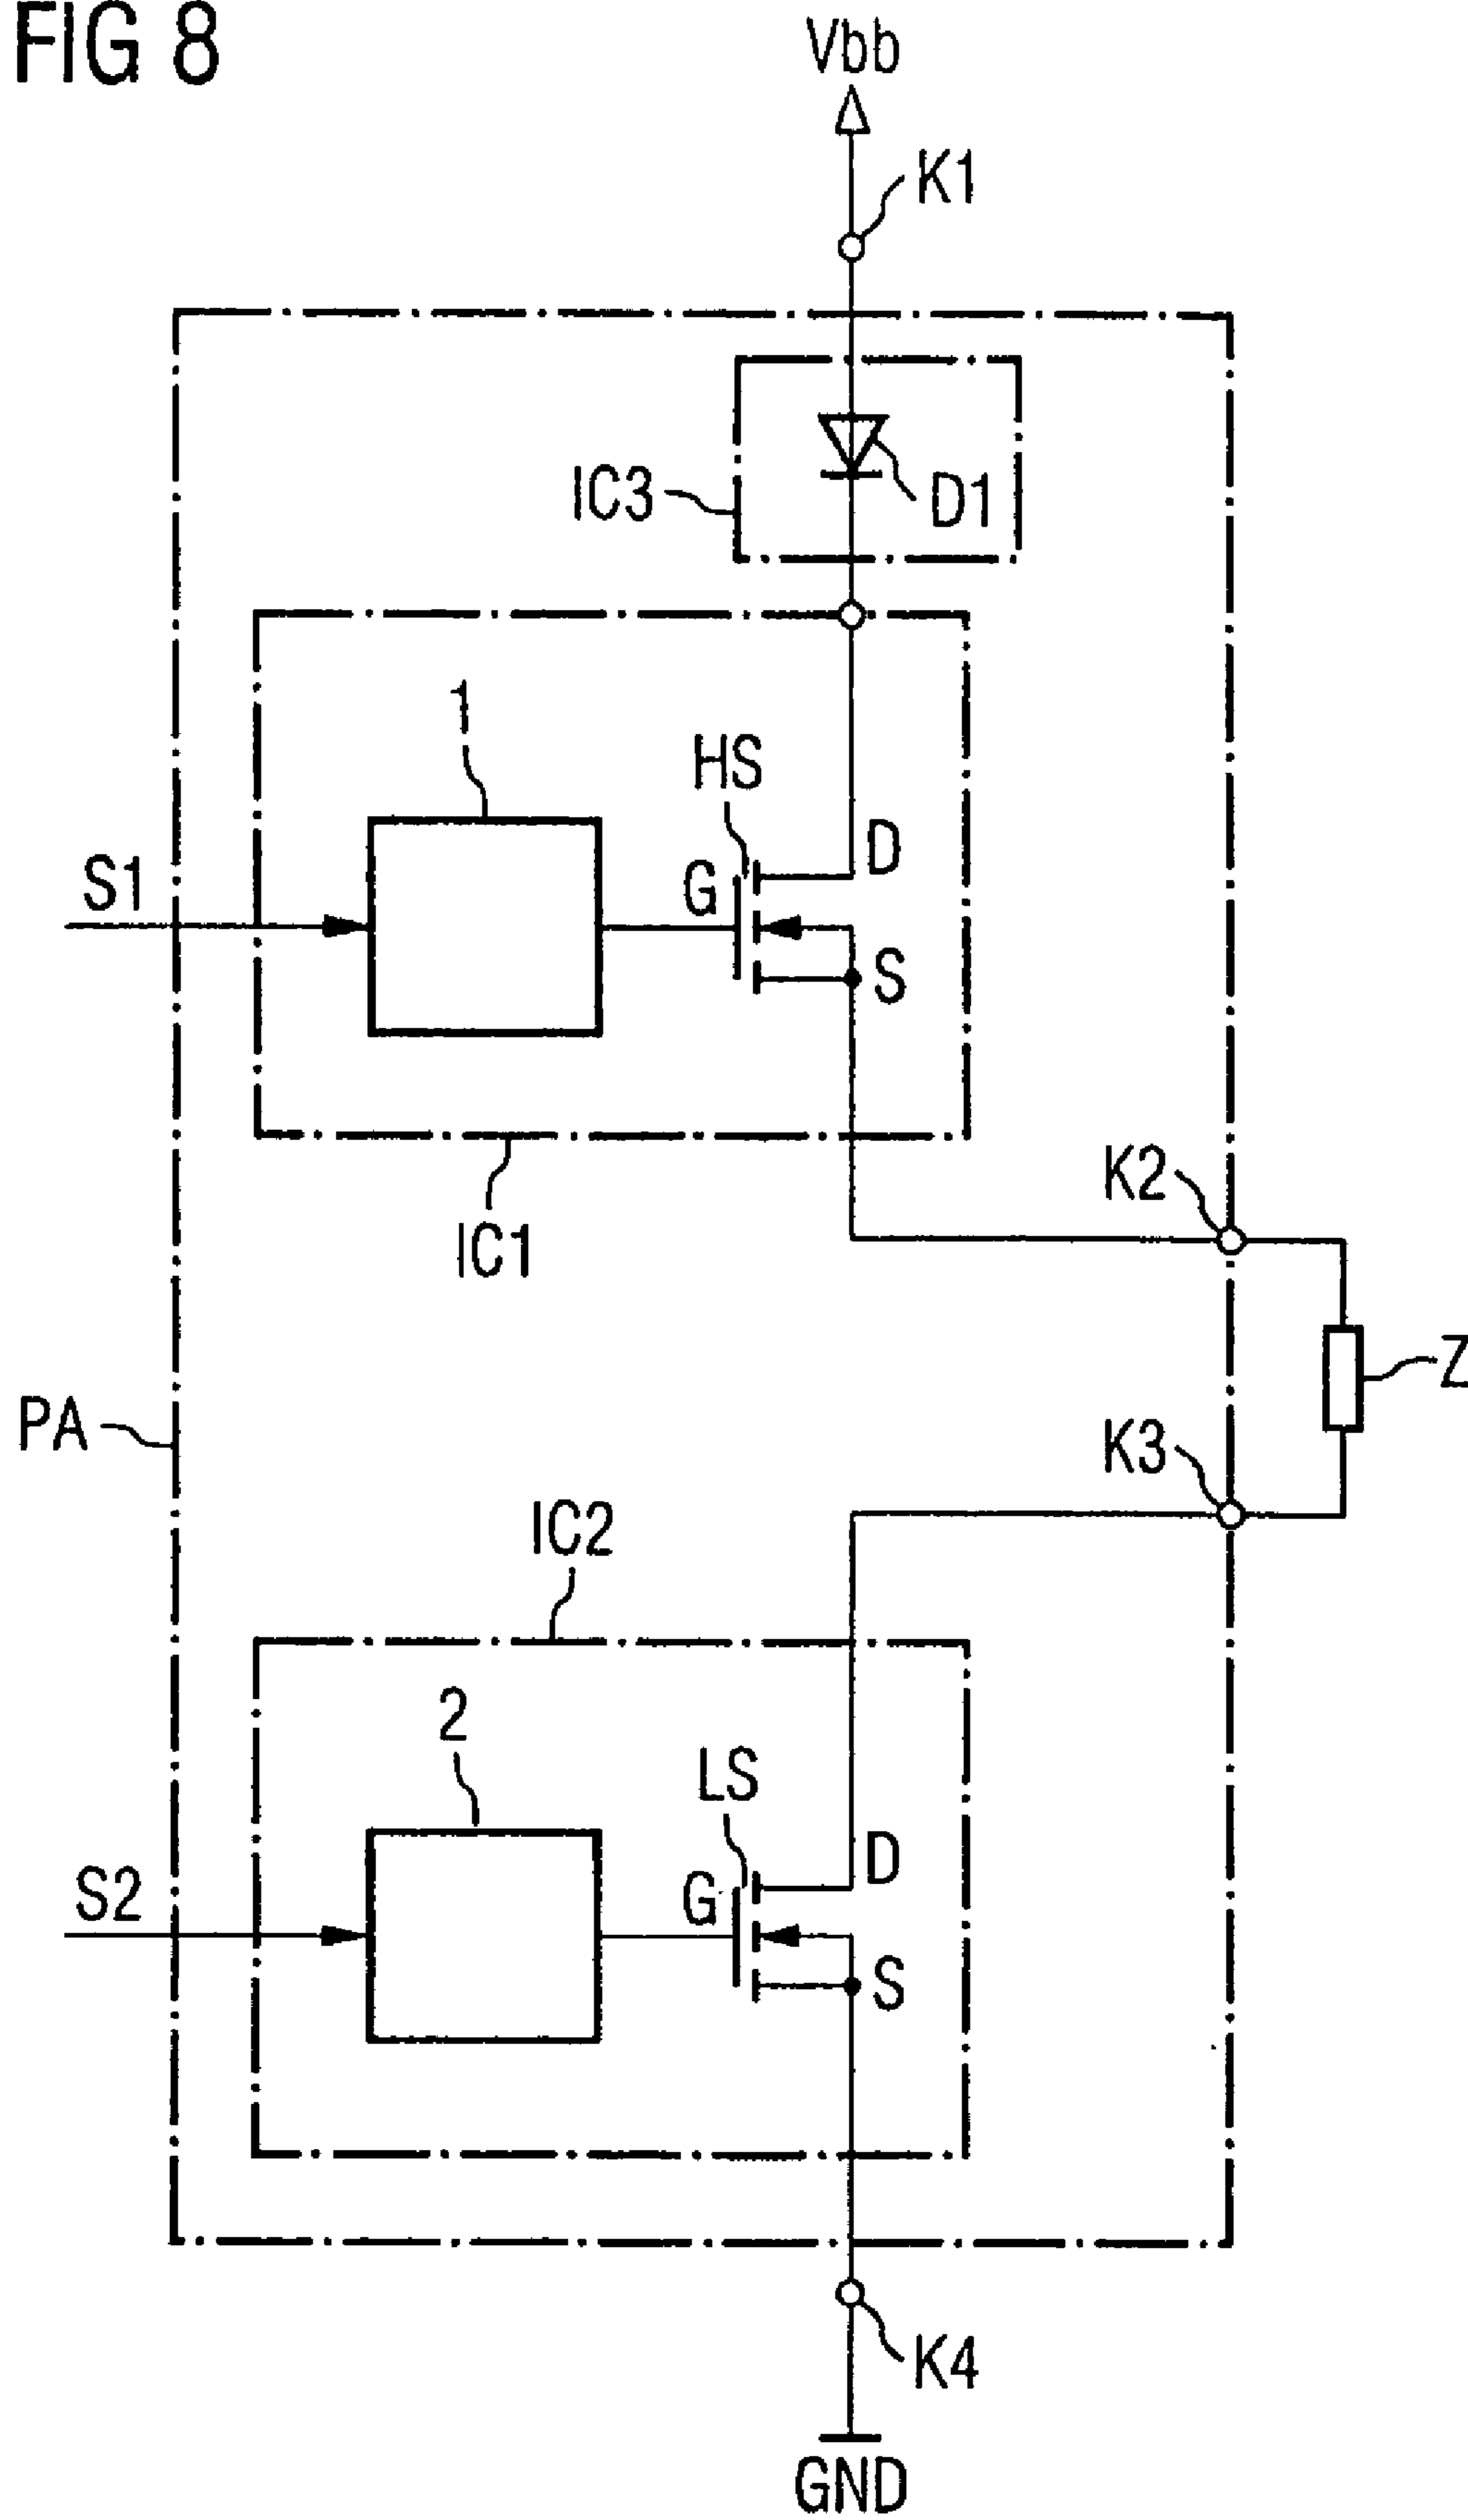 FIG 8
Vbb
K1
IC3
D1
1
HS
D
S1
G
S
K2
IC1
Z
PA
K3
IC2
2
LS
D
S2
G
S
K4
GND